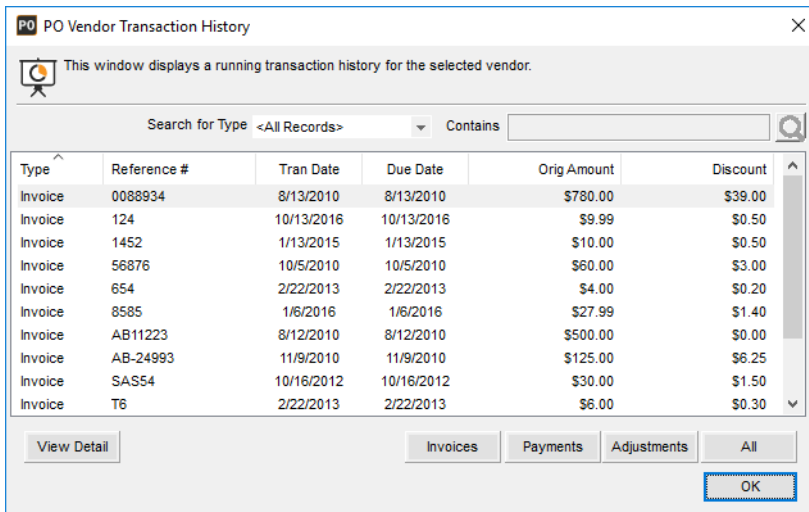 PO PO Vendor Transaction History
This window displays a running transaction history for the selected vendor.
Search for Type <All Records> Contains
Type Reference # Tran Date Due Date Orig Amount Discount
Invoice 0088934 8/13/2010 8/13/2010 $780.00 $39.00
Invoice 124 10/13/2016 10/13/2016 $9.99 $0.50
Invoice 1452 1/13/2015 1/13/2015 $10.00 $0.50
Invoice 56876 10/5/2010 10/5/2010 $60.00 $3.00
Invoice 654 2/22/2013 2/22/2013 $4.00 $0.20
Invoice 8585 1/6/2016 1/6/2016 $27.99 $1.40
Invoice AB11223 8/12/2010 8/12/2010 $500.00 $0.00
Invoice AB-24993 11/9/2010 11/9/2010 $125.00 $6.25
Invoice SAS54 10/16/2012 10/16/2012 $30.00 $1.50
Invoice T6 2/22/2013 2/22/2013 $6.00 $0.30
View Detail Invoices Payments Adjustments All
OK